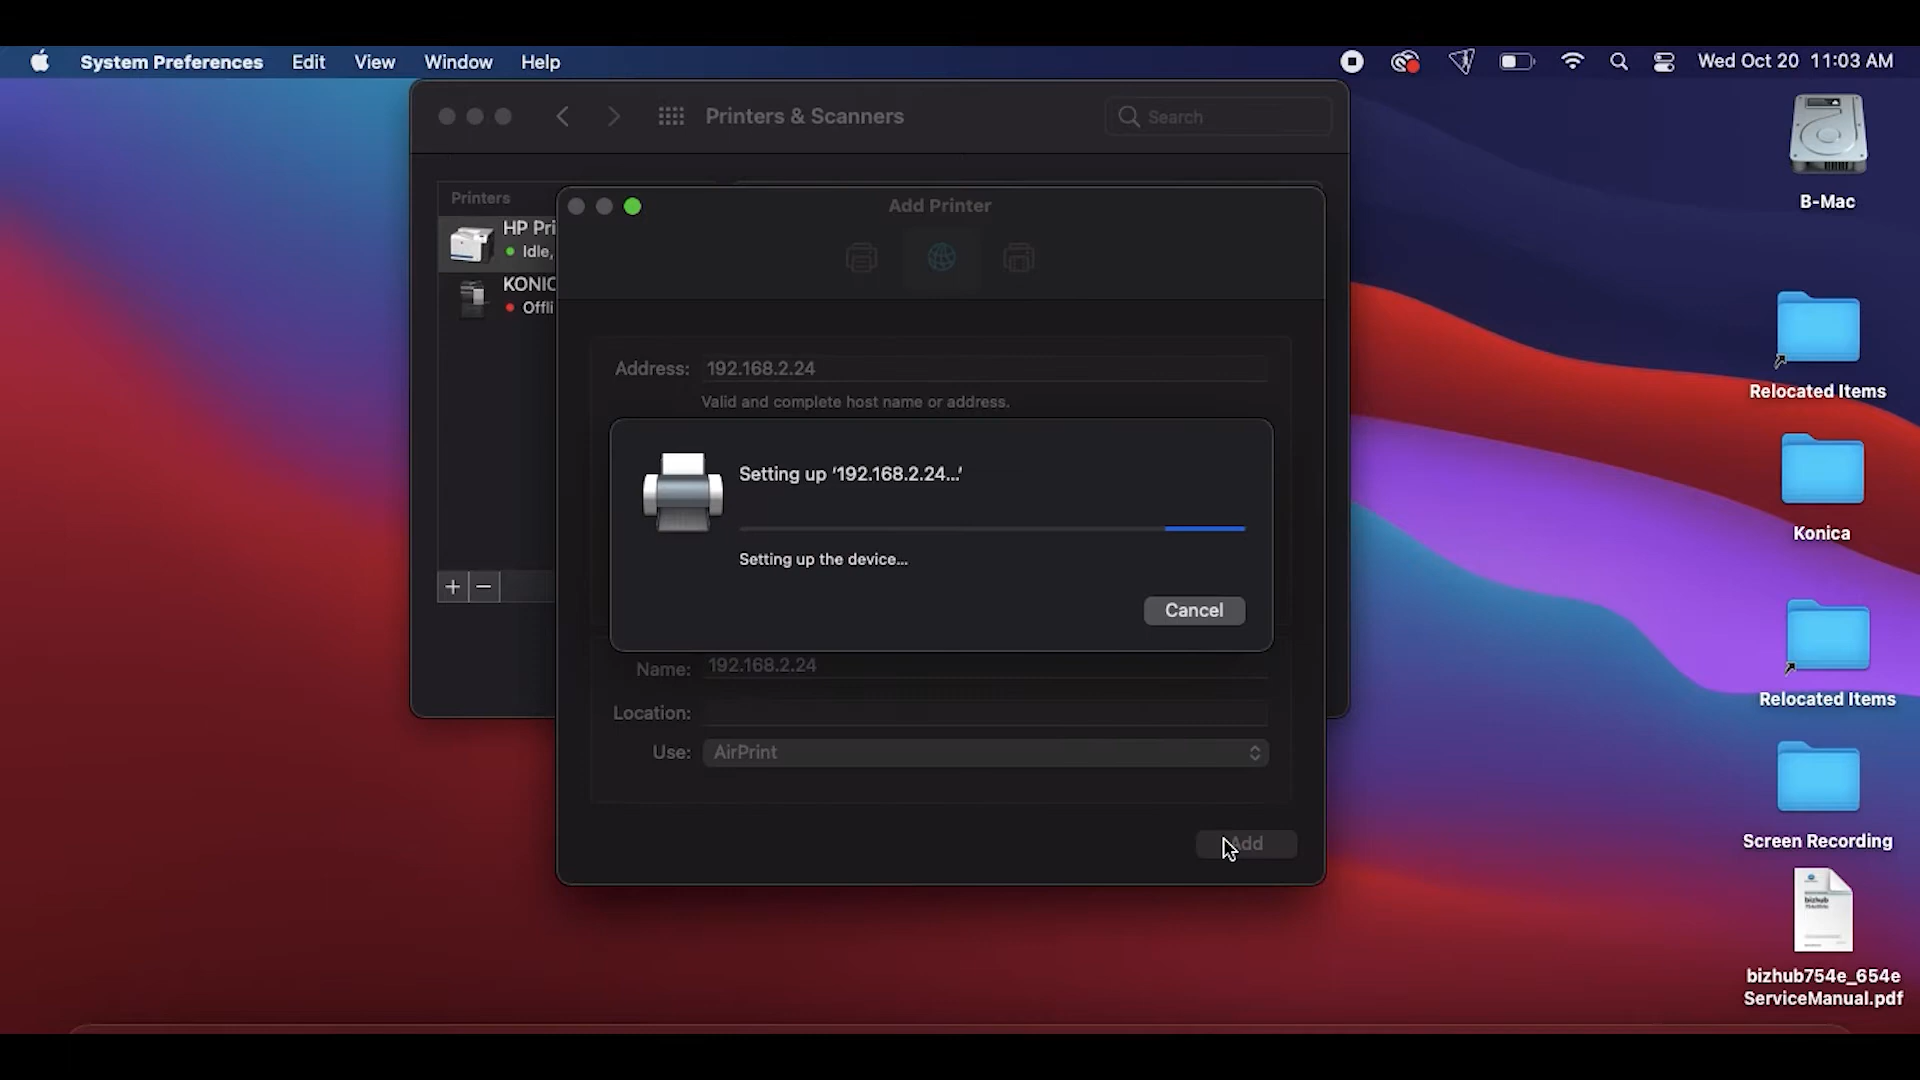 System Preferences Edit View Window Help
Wed Oct 20 11:03 AM
Printers & Scanners
Search
Printers
HP Pri
Idle,
KONIC
Offli
Add Printer
Address: 192.168.2.24
Valid and complete host name or address.
Setting up ‘192.168.2.24...’
Setting up the device...
Cancel
Name: 192.168.2.24
Location:
Use: AirPrint
Add
B-Mac
Relocated Items
Konica
Relocated Items
Screen Recording
bizhub
bizhub754e_654e
ServiceManual.pdf